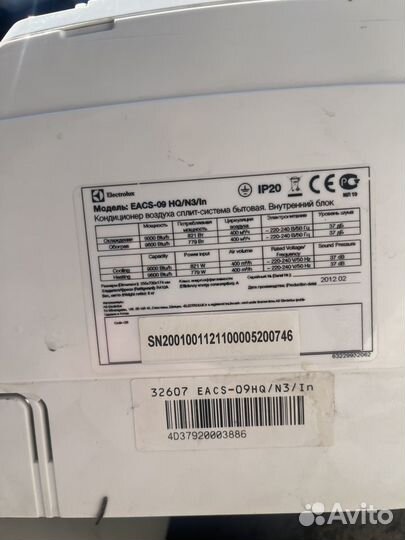 Electrolux
Модель: EACS-09 HQ/N3/In
IP20
Кондиционер воздуха сплит-система бытовая. Внутренний блок
Мощность Потребляемая мощность Циркуляция воздуха Электропитание Уровень шума
Охлаждение 9000 Btu/h 821 Вт 400 м³/ч ~ 220-240 В/50 Гц 37 дБ
Обогрев 9600 Btu/h 779 Вт 400 м³/ч ~ 220-240 В/50 Гц 37 дБ
Capacity Power input Air volume Rated Voltage/Frequency Sound Pressure
Cooling 9000 Btu/h 821 W 400 m³/h ~ 220-240 V/50 Hz 37 dB
Heating 9600 Btu/h 779 W 400 m³/h ~ 220-240 V/50 Hz 37 dB
2012.02
SN2001001121100005200746
32607 EACS-09HQ/N3/In
4D37920003886
Avito